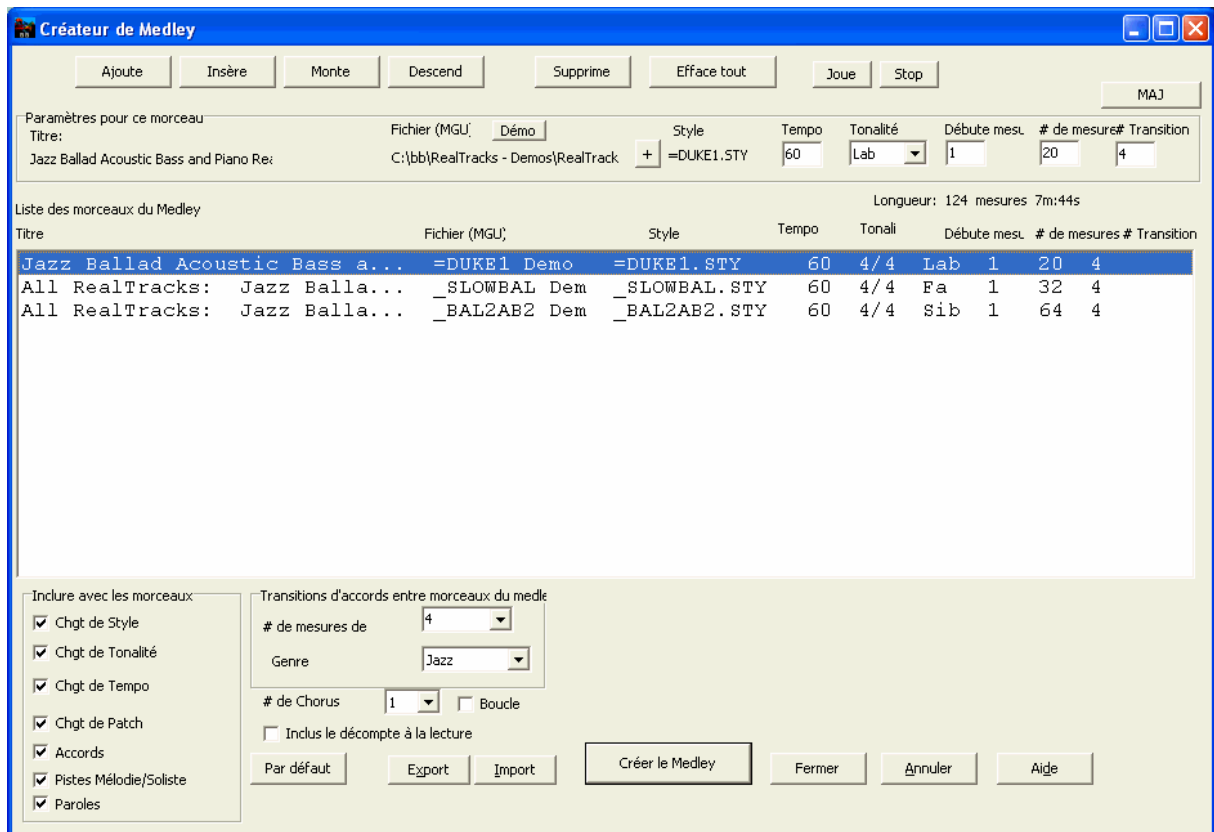 Créateur de Medley
Ajoute Insère Monte Descend Supprime Efface tout Joue Stop
MAJ
Paramètres pour ce morceau
Titre: Fichier (MGU) Démo Style Tempo Tonalité Débute mesu # de mesure # Transition
Jazz Ballad Acoustic Bass and Piano Rea C:\bb\RealTracks - Demos\RealTrack + =DUKE1.STY 60 Lab 1 20 4
Longueur: 124 mesures 7m:44s
Liste des morceaux du Medley
Titre Fichier (MGU) Style Tempo Tonali Débute mesu # de mesures # Transition
Jazz Ballad Acoustic Bass a... =DUKE1 Demo =DUKE1.STY 60 4/4 Lab 1 20 4
All RealTracks: Jazz Balla... _SLOWBAL Dem _SLOWBAL.STY 60 4/4 Fa 1 32 4
All RealTracks: Jazz Balla... _BAL2AB2 Dem _BAL2AB2.STY 60 4/4 Sib 1 64 4
Inclure avec les morceaux
Chgt de Style
Chgt de Tonalité
Chgt de Tempo
Chgt de Patch
Accords
Pistes Mélodie/Soliste
Paroles
Transitions d'accords entre morceaux du medle
# de mesures de 4
Genre Jazz
# de Chorus 1 Boucle
Inclus le décompte à la lecture
Par défaut Export Import Créer le Medley Fermer Annuler Aide